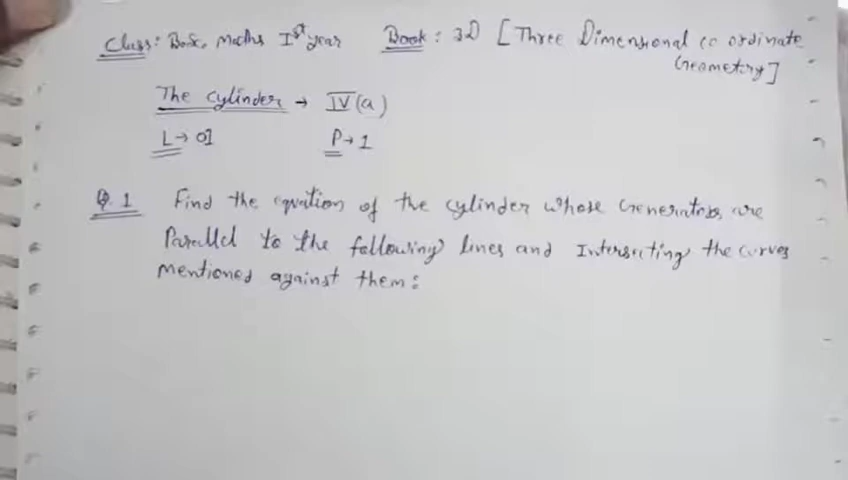 Class: Bsc. Maths Ist year Book: 3D [Three Dimensional co ordinate
Geometry]
The cylinder → IV(a)
L → 01 P → 1
Q.1 Find the equation of the cylinder whose Generators are
Parallel to the following lines and Intersecting the curves
mentioned against them: